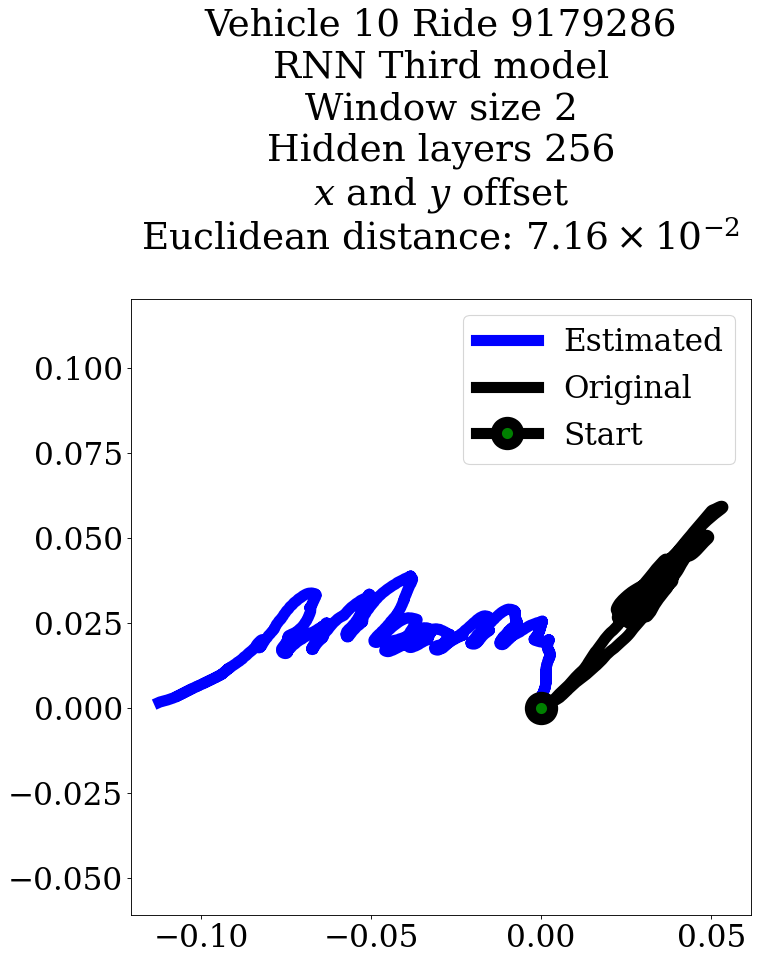 Vehicle 10 Ride 9179286
RNN Third model
Window size 2
Hidden layers 256
x and y offset
Euclidean distance: 7.16 × 10⁻²
Estimated
Original
Start
0.100
0.075
0.050
0.025
0.000
−0.025
−0.050
−0.10
−0.05
0.00
0.05